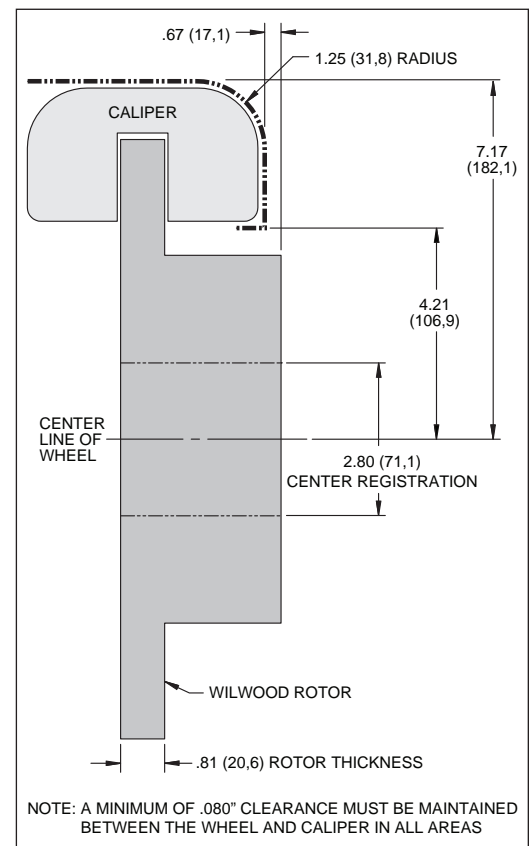 .67 (17,1)
1.25 (31,8) RADIUS
CALIPER
7.17
(182,1)
4.21
(106,9)
CENTER
LINE OF
WHEEL
2.80 (71,1)
CENTER REGISTRATION
WILWOOD ROTOR
.81 (20,6) ROTOR THICKNESS
NOTE: A MINIMUM OF .080" CLEARANCE MUST BE MAINTAINED
BETWEEN THE WHEEL AND CALIPER IN ALL AREAS